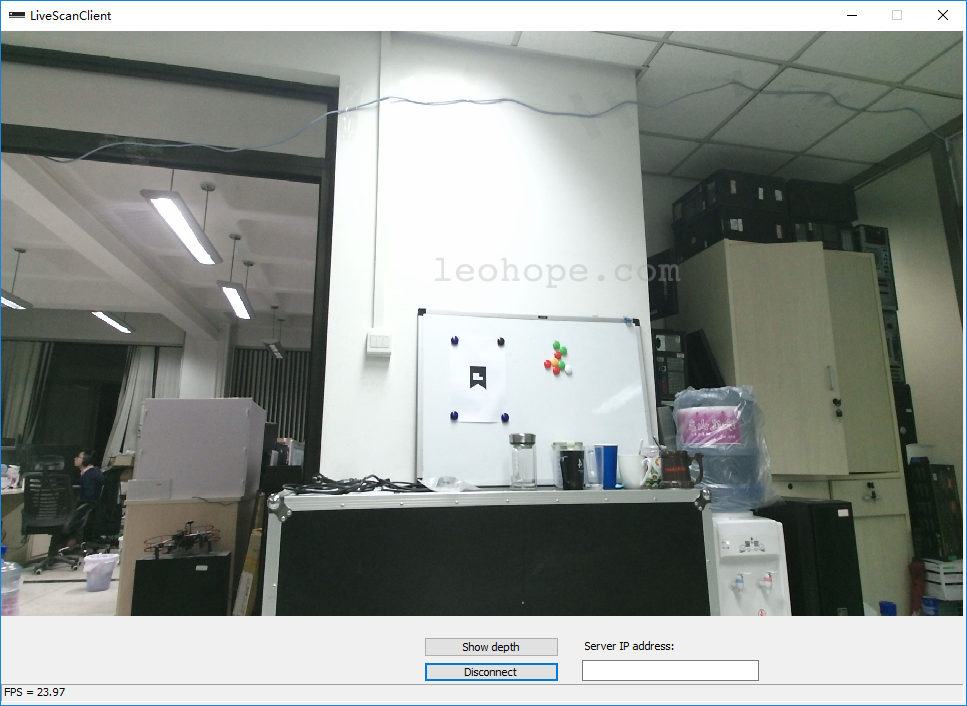 LiveScanClient
leohope.com
Show depth
Server IP address:
Disconnect
FPS = 23.97